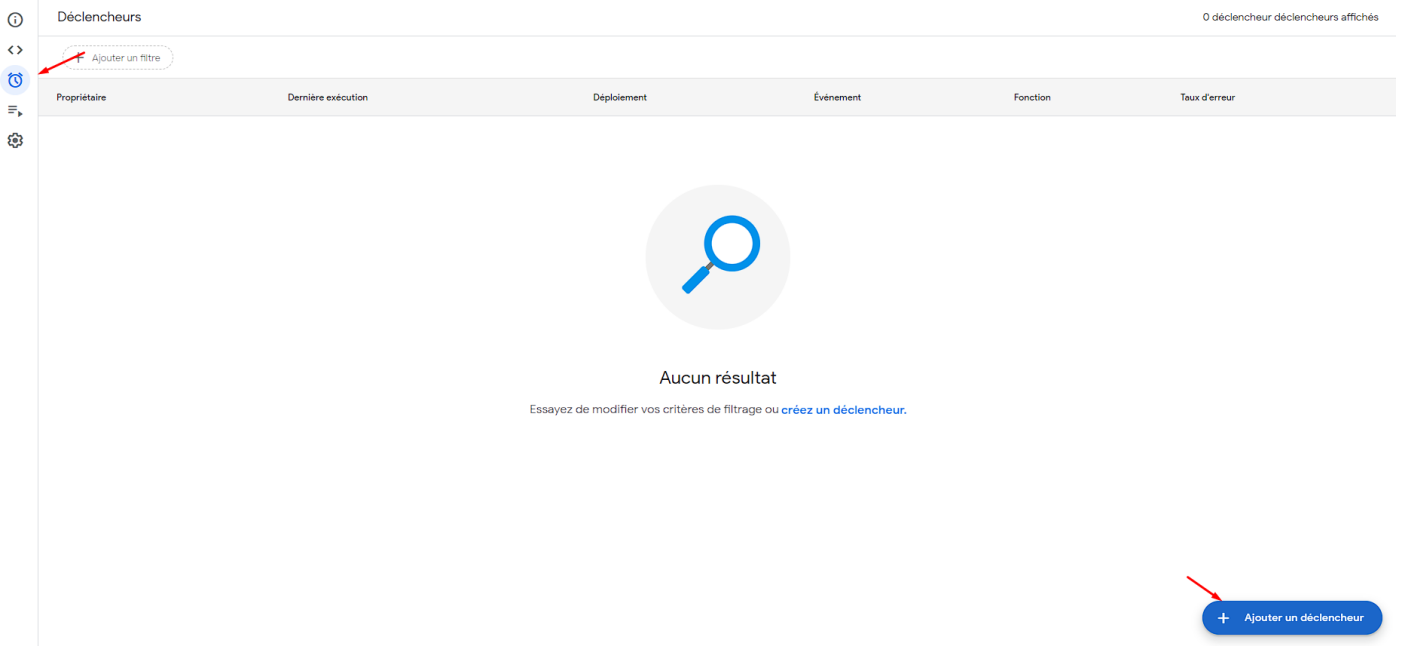 Déclencheurs
0 déclencheur déclencheurs affichés
Ajouter un filtre
Propriétaire Dernière exécution Déploiement Événement Fonction Taux d'erreur
Aucun résultat
Essayez de modifier vos critères de filtrage ou créez un déclencheur.
+ Ajouter un déclencheur